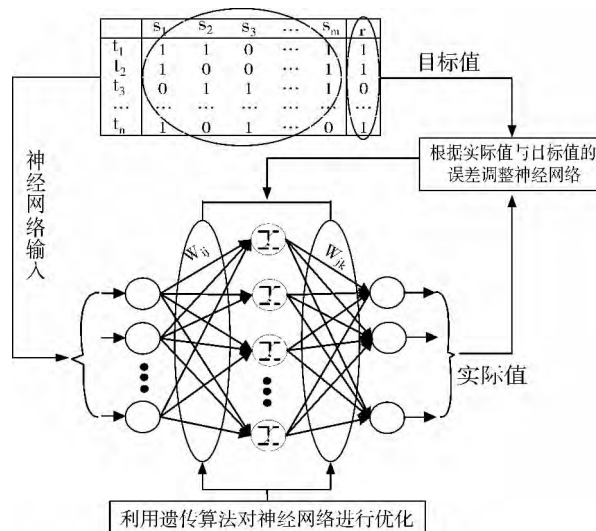 s1 s2 s3 … sm r
t1 1 1 0 … 1 1
t2 1 0 0 … 1 1
t3 0 1 1 … 1 0
… … … … … …
tn 1 0 1 … 0 1
目标值
神经网络输入
根据实际值与目标值的
误差调整神经网络
Wij
Wjk
实际值
利用遗传算法对神经网络进行优化